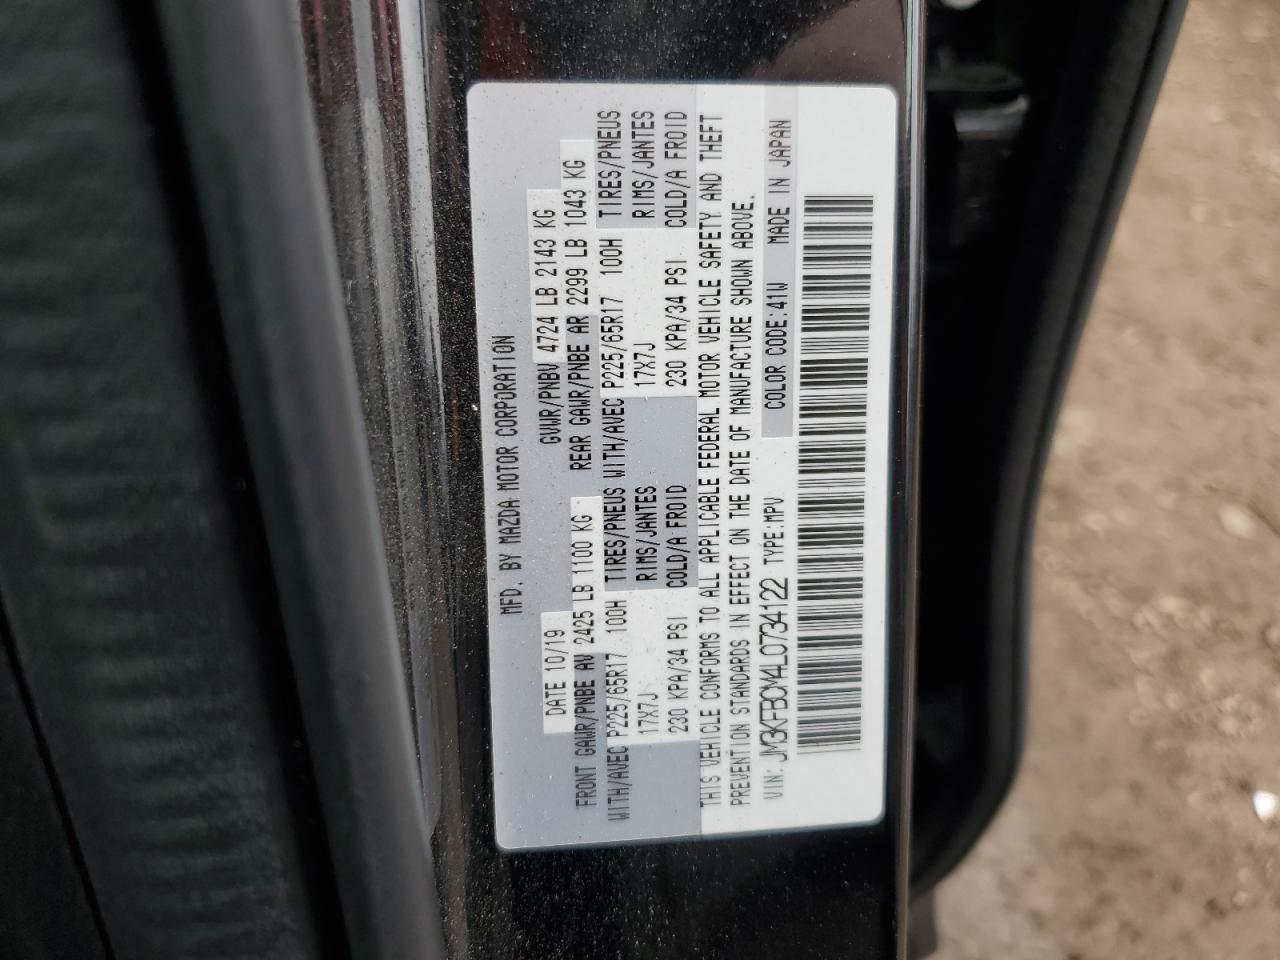 MFD. BY MAZDA MOTOR CORPORATION
DATE 10/19 GVWR/PNBV 4724 LB 2143 KG
FRONT GAWR/PNBE AV 2425 LB 1100 KG REAR GAWR/PNBE AR 2299 LB 1043 KG
WITH/AVEC P225/65R17 100H TIRES/PNEUS WITH/AVEC P225/65R17 100H TIRES/PNEUS
17X7J RIMS/JANTES 17X7J RIMS/JANTES
230 KPA/34 PSI COLD/A FROID 230 KPA/34 PSI COLD/A FROID
THIS VEHICLE CONFORMS TO ALL APPLICABLE FEDERAL MOTOR VEHICLE SAFETY AND THEFT
PREVENTION STANDARDS IN EFFECT ON THE DATE OF MANUFACTURE SHOWN ABOVE.
VIN: JM3KFBCM4L0734122 TYPE:MPV COLOR CODE:41W MADE IN JAPAN